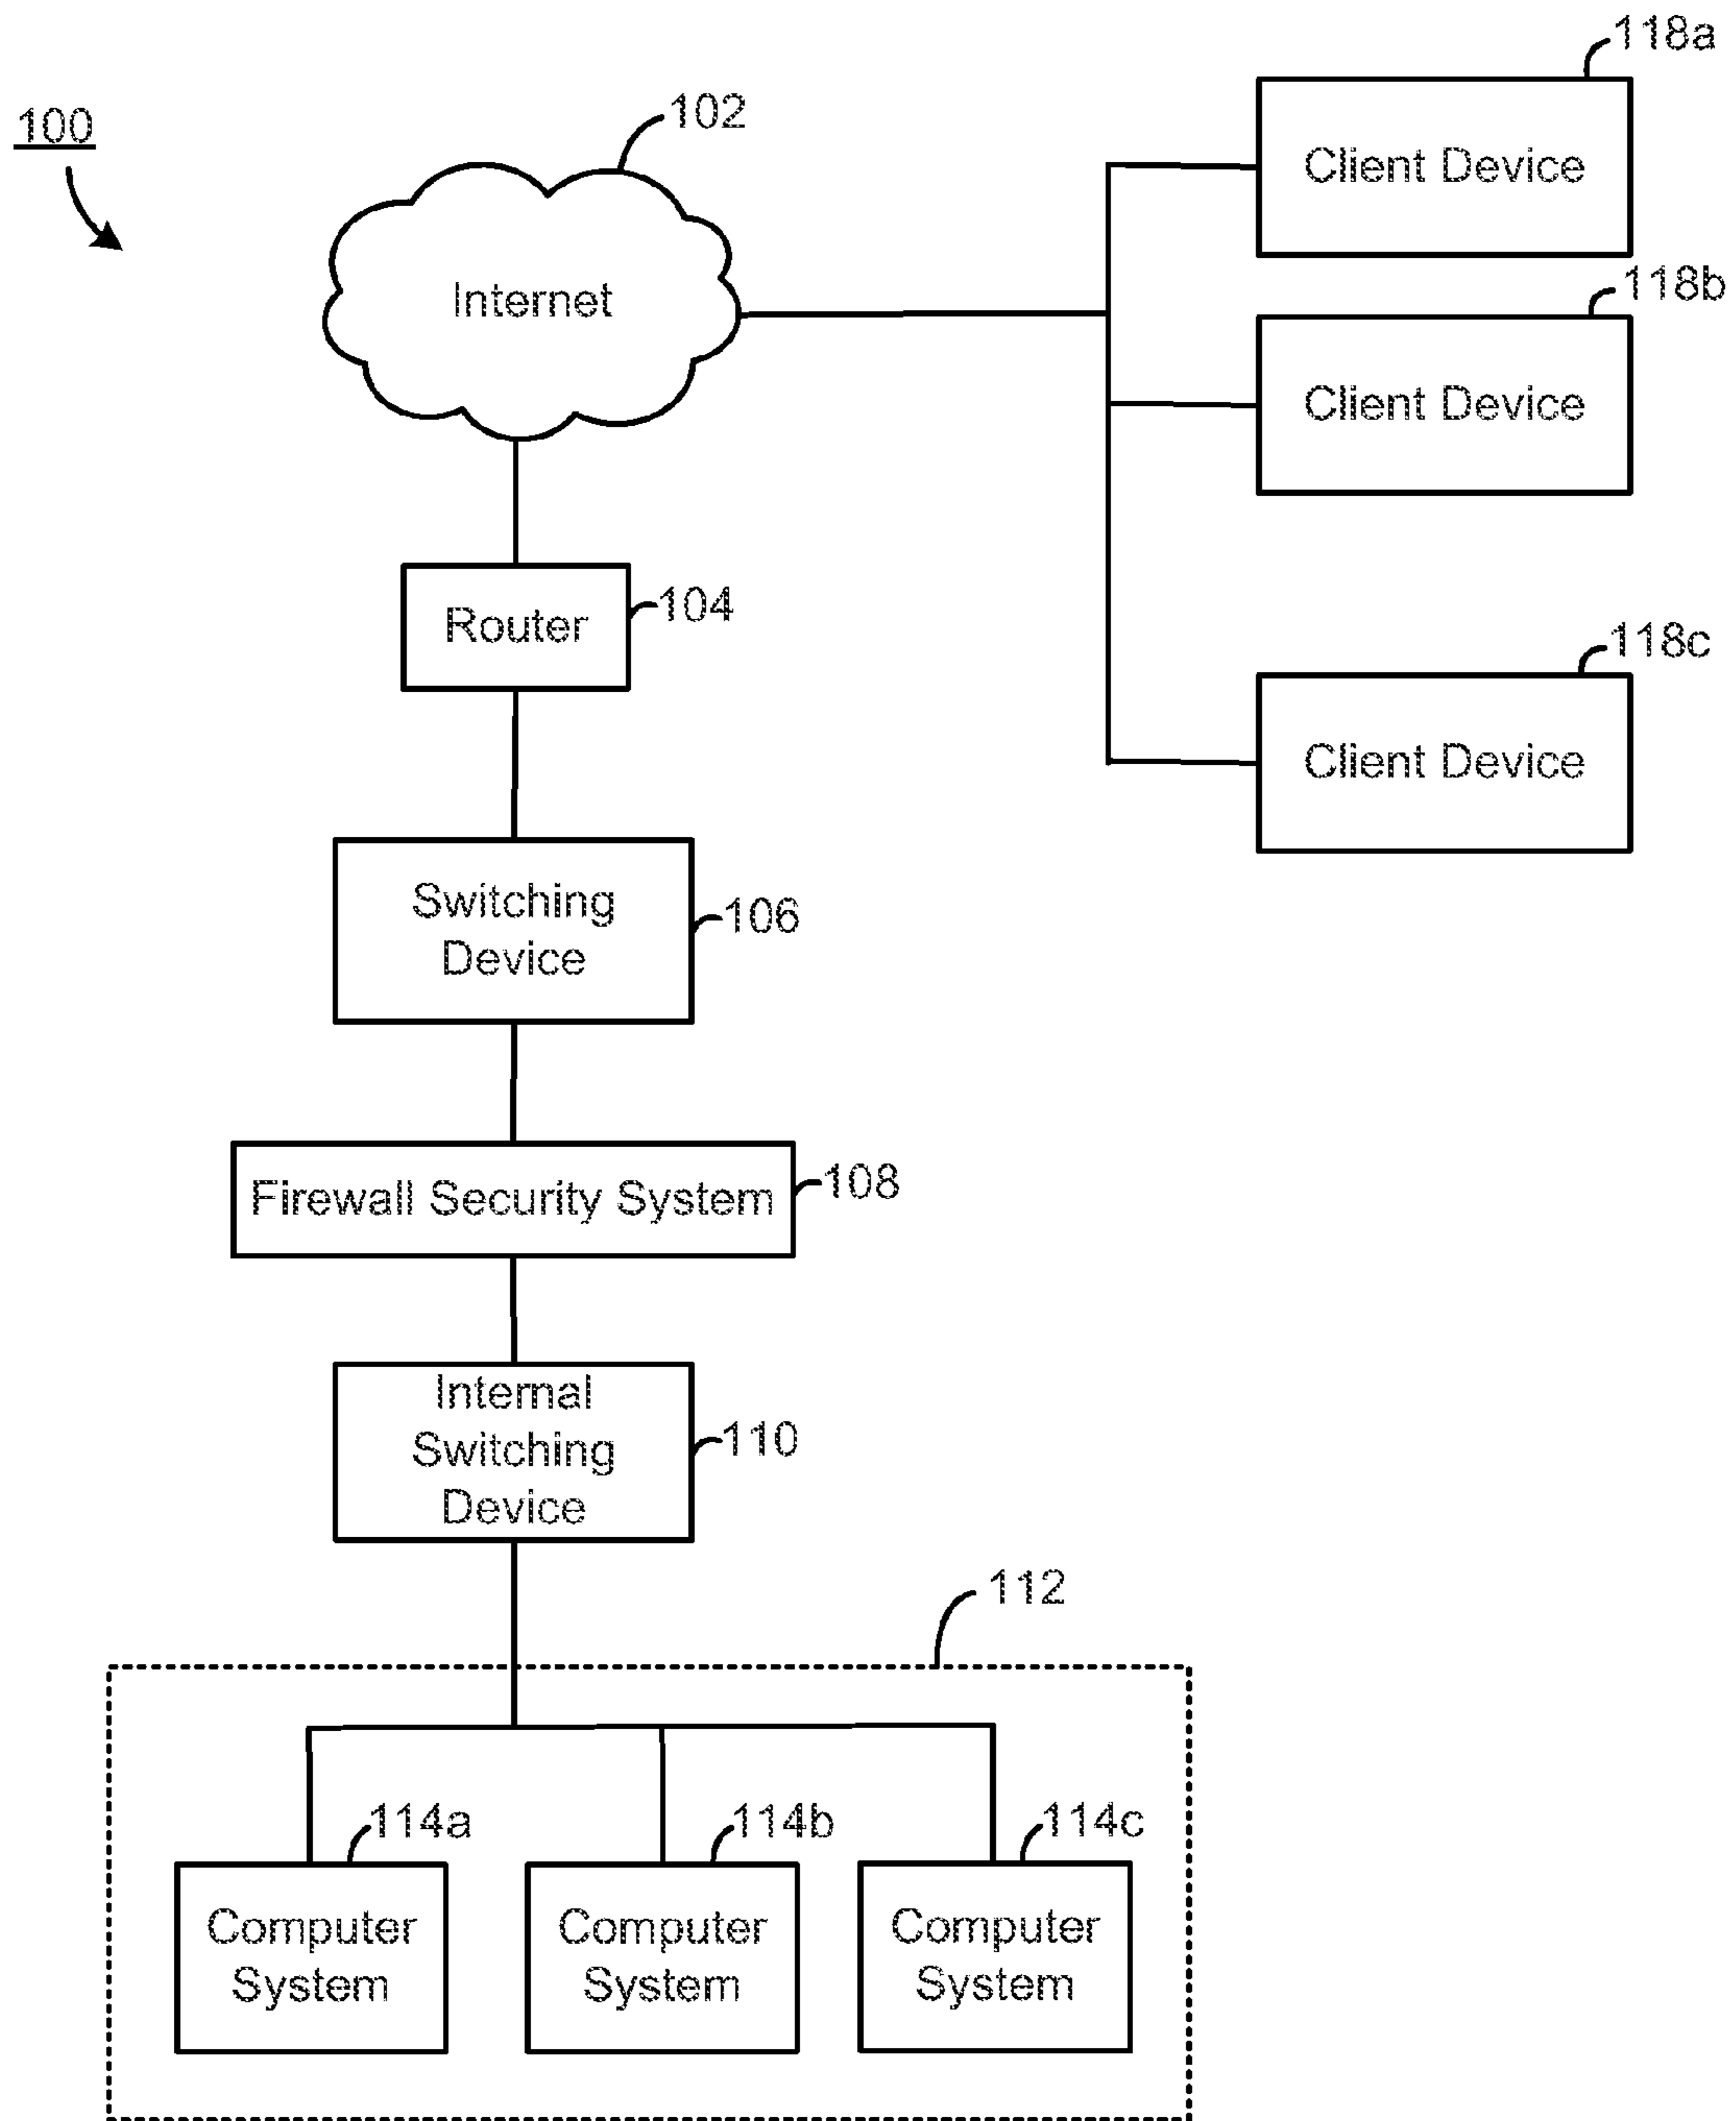 118a
100
102
Client Device
Internet
118b
Client Device
Router
104
118c
Client Device
Switching
Device
106
Firewall Security System
108
Internal
Switching
Device
110
112
114a
114b
114c
Computer
System
Computer
System
Computer
System